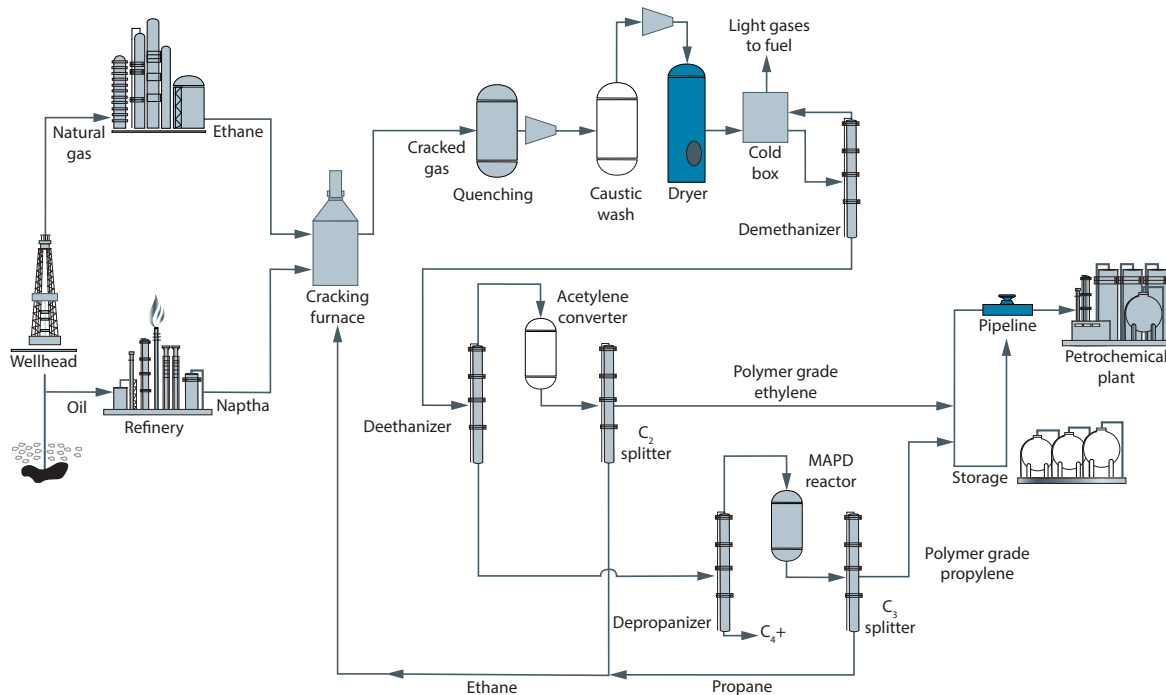 Light gases
to fuel
Natural
gas
Ethane
Cracked
gas
Quenching
Caustic
wash
Dryer
Cold
box
Demethanizer
Cracking
furnace
Wellhead
Oil
Refinery
Naptha
Acetylene
converter
Deethanizer
C2
splitter
Polymer grade
ethylene
Pipeline
Petrochemical
plant
Storage
MAPD
reactor
Polymer grade
propylene
Depropanizer
C4+
C3
splitter
Ethane
Propane